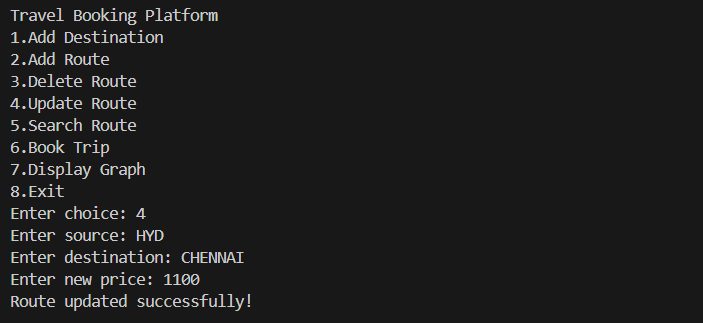 Travel Booking Platform
1.Add Destination
2.Add Route
3.Delete Route
4.Update Route
5.Search Route
6.Book Trip
7.Display Graph
8.Exit
Enter choice: 4
Enter source: HYD
Enter destination: CHENNAI
Enter new price: 1100
Route updated successfully!